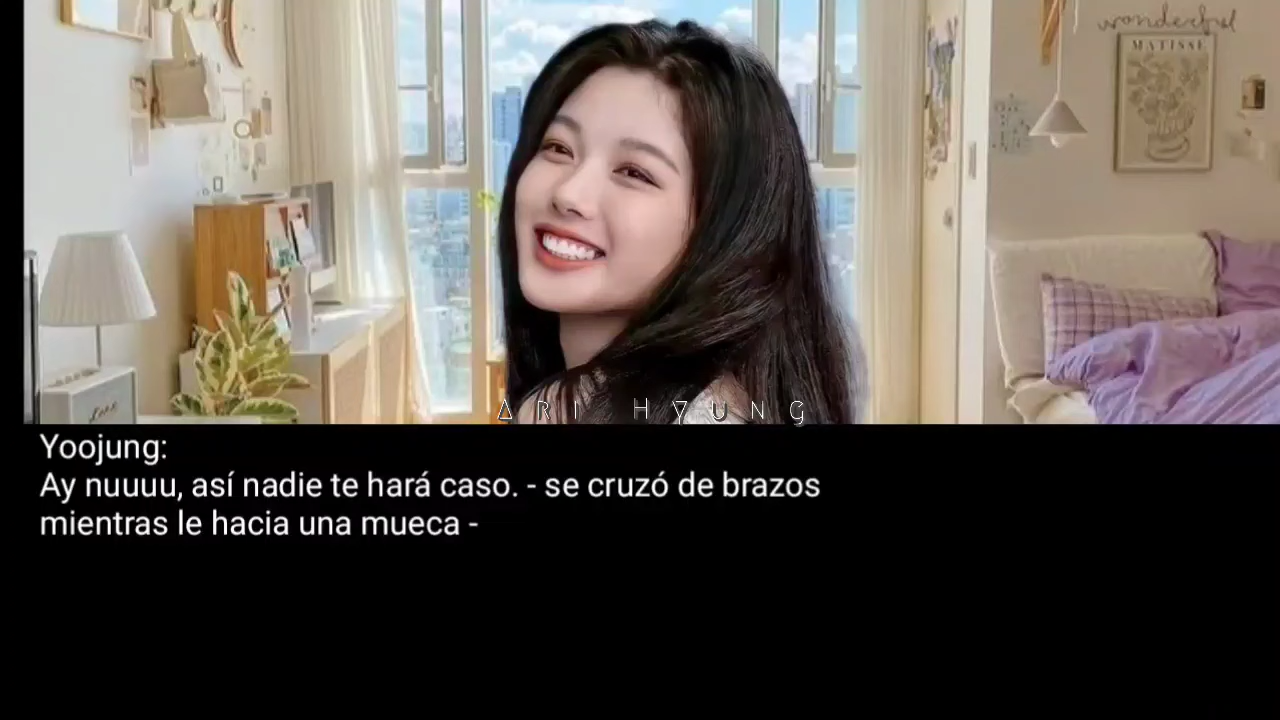 wonderful
MATISSE
ARI HYUNG
Yoojung:
Ay nuuuu, así nadie te hará caso. - se cruzó de brazos
mientras le hacia una mueca -